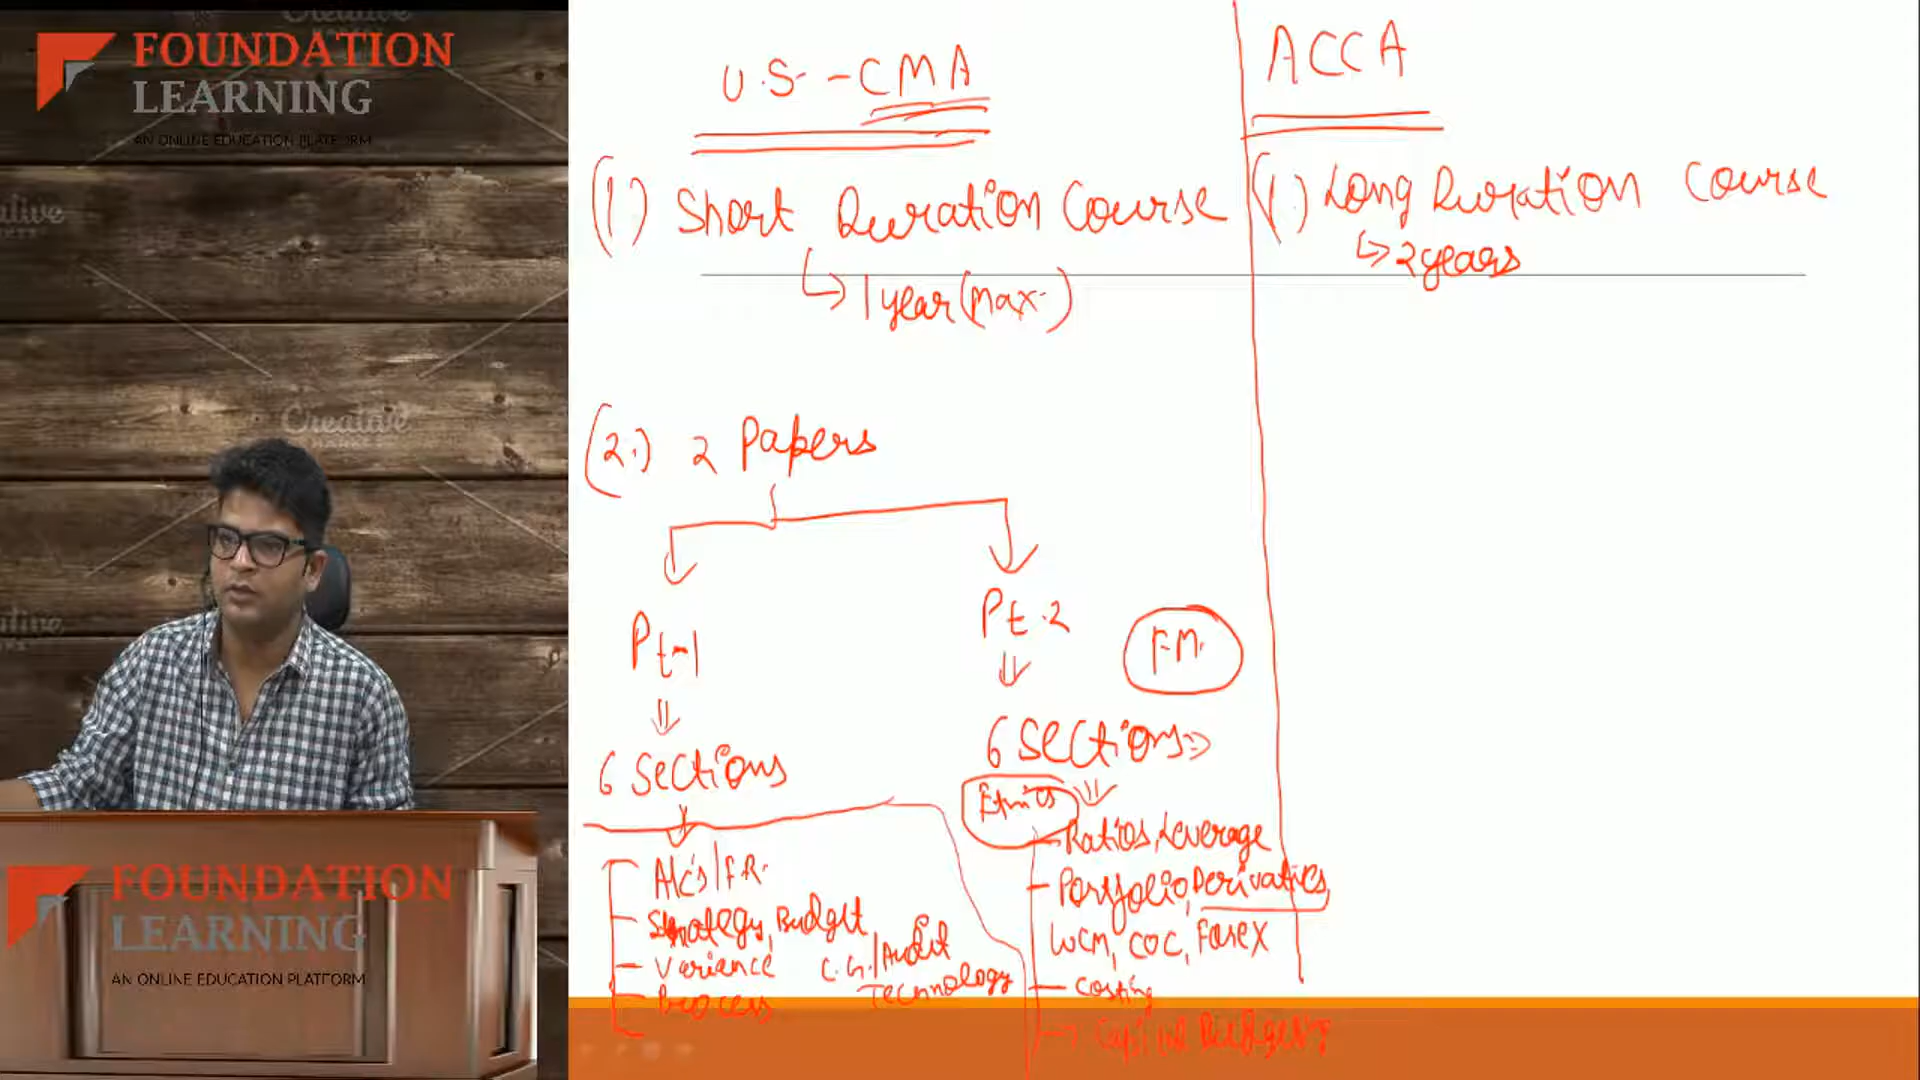 FOUNDATION
LEARNING
AN ONLINE EDUCATION PLATFORM
Creative
U.S. - CMA
(1) Short Duration Course
↳ 1 year (Max.)
(2.) 2 Papers
Pt-1
6 Sections
A/c's/F.R.
Strategy, Budget
Variance
C.G./Audit
Technology
Process
Pt.2
F.M.
6 Sections
Ethics
Ratios, Leverage
Portfolio, Derivatives,
WCM, COC, Forex
Costing
→ Capital Budgeting
ACCA
(1.) Long Duration Course
↳ 2 years
FOUNDATION
LEARNING
AN ONLINE EDUCATION PLATFORM